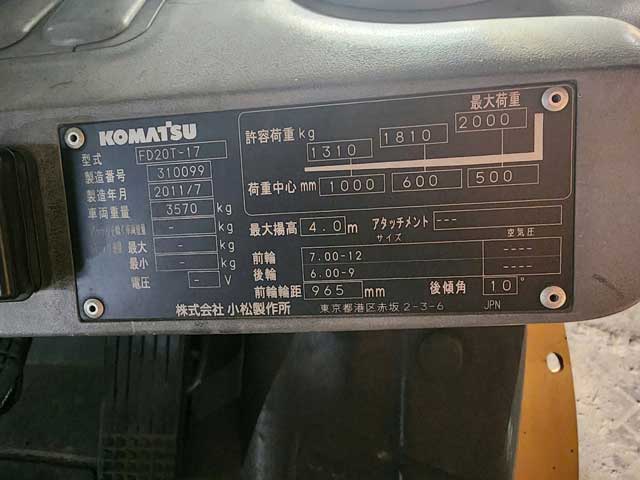 KOMATSU
型式 FD20T-17
製造番号 310099
製造年月 2011/7
車両重量 3570 kg
- kg
最大 - kg
最小 - kg
電圧 - V
最大荷重
許容荷重 kg 1310 1810 2000
荷重中心 mm 1000 600 500
最大揚高 4.0 m アタッチメント ---
サイズ 空気圧
前輪 7.00-12 ----
後輪 6.00-9 ----
前輪輪距 965 mm 後傾角 10°
株式会社 小松製作所 東京都港区赤坂 2-3-6 JPN